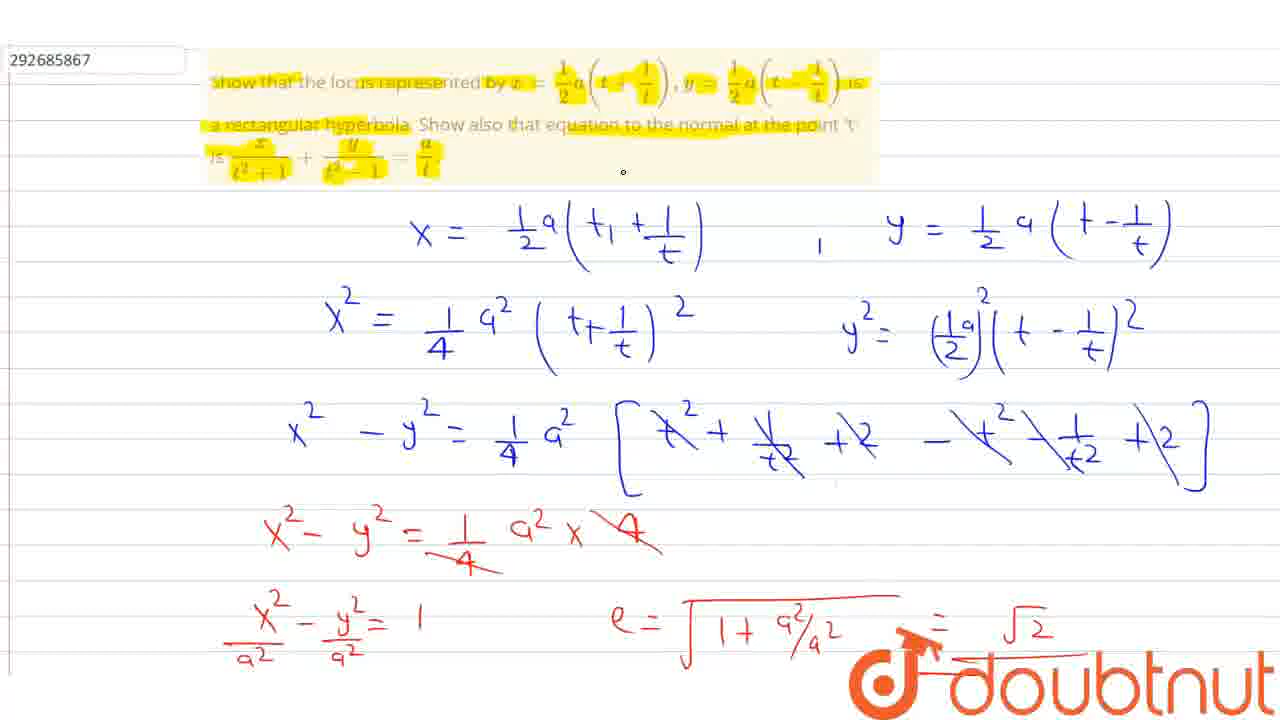 292685867
Show that the locus represented by x = 1/2 a(t + 1/t), y = 1/2 a(t − 1/t) is
a rectangular hyperbola. Show also that equation to the normal at the point 't'
is x/(t² + 1) + y/(t² − 1) = a/t.
x = 1/2 a (t₁ + 1/t) , y = 1/2 a (t − 1/t)
x² = 1/4 a² (t + 1/t)² y² = (1/2 a)² (t − 1/t)²
x² − y² = 1/4 a² [t² + 1/t² + 2 − t² − 1/t² + 2]
x² − y² = 1/4 a² x 4
x²/a² − y²/a² = 1 e = √(1 + a²/a²) = √2
doubtnut